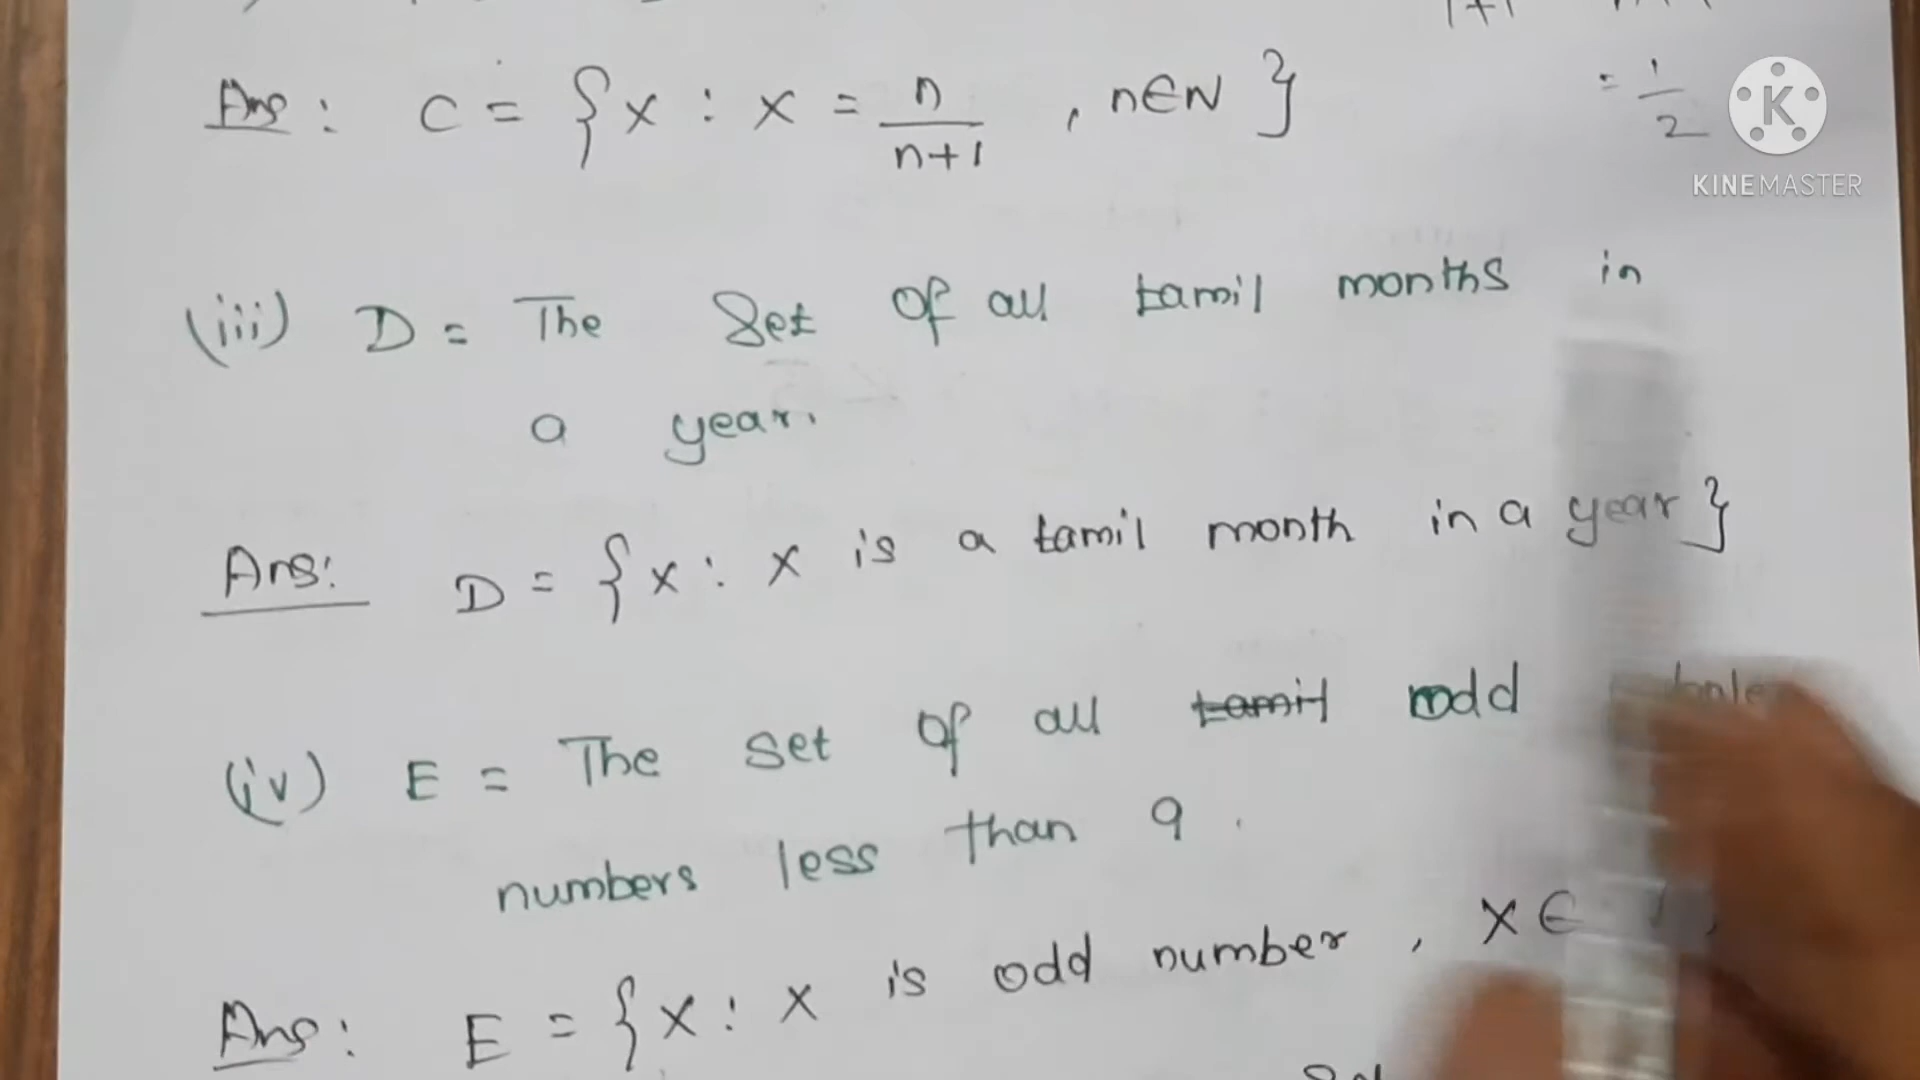 Ans: C = {x : x = n/n+1 , n∈N }
= 1/2
KINEMASTER
(iii) D = The Set Of all tamil months in
a year.
Ans: D = {x : x is a tamil month in a year}
(iv) E = The set Of all tamil odd
numbers less than 9.
Ans: E = {x : x is odd number, x∈